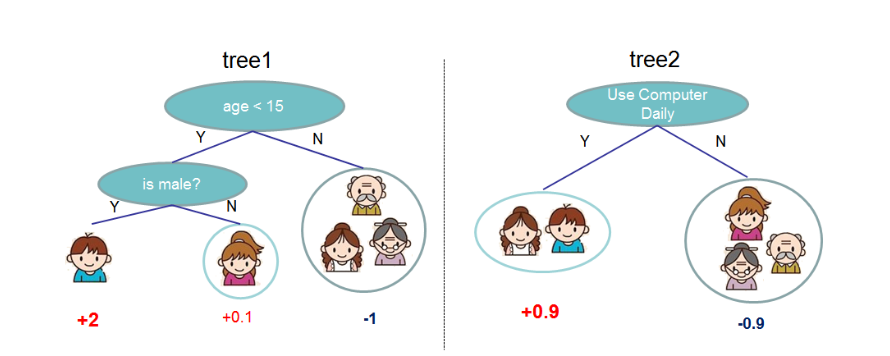 tree1
age < 15
Y
N
is male?
Y
N
+2
+0.1
-1
tree2
Use Computer
Daily
Y
N
+0.9
-0.9